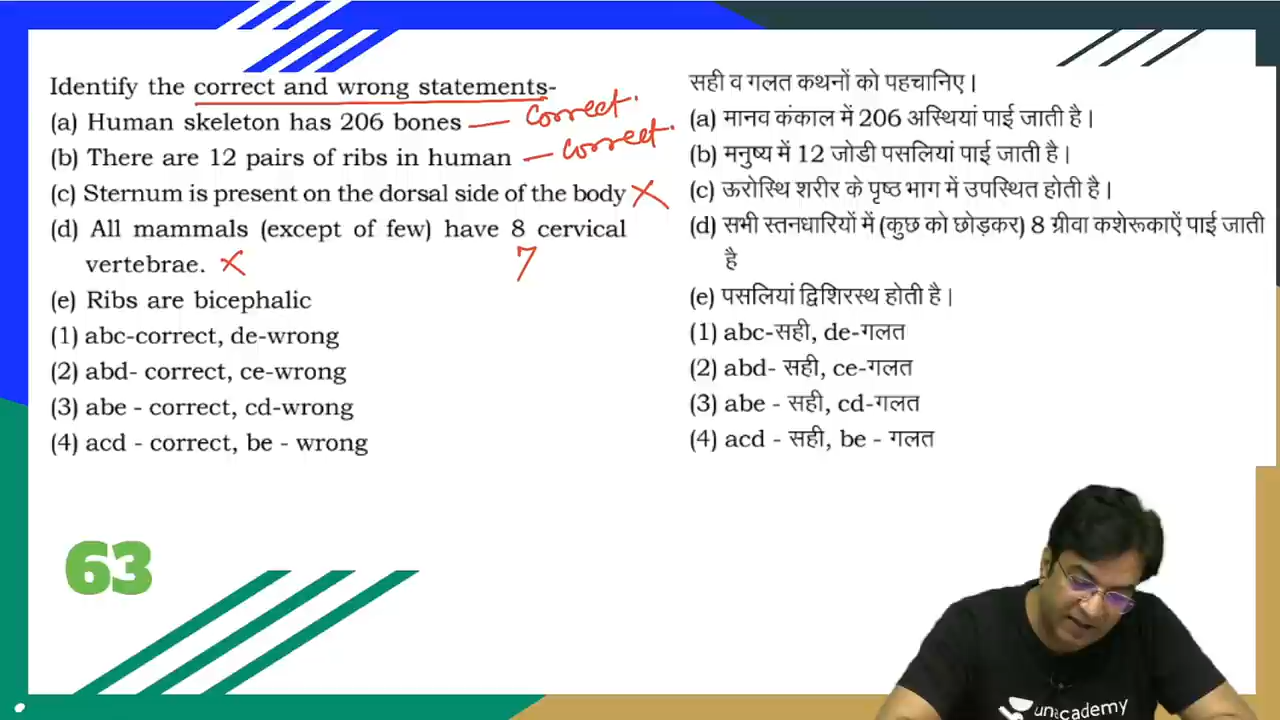 Identify the correct and wrong statements-
(a) Human skeleton has 206 bones — correct.
(b) There are 12 pairs of ribs in human — correct.
(c) Sternum is present on the dorsal side of the body ×
(d) All mammals (except of few) have 8 cervical
vertebrae. × 7
(e) Ribs are bicephalic
(1) abc-correct, de-wrong
(2) abd- correct, ce-wrong
(3) abe - correct, cd-wrong
(4) acd - correct, be - wrong
सही व गलत कथनों को पहचानिए।
(a) मानव कंकाल में 206 अस्थियां पाई जाती है।
(b) मनुष्य में 12 जोडी पसलियां पाई जाती है।
(c) ऊरोस्थि शरीर के पृष्ठ भाग में उपस्थित होती है।
(d) सभी स्तनधारियों में (कुछ को छोड़कर) 8 ग्रीवा कशेरूकाऐं पाई जाती
है
(e) पसलियां द्विशिरस्थ होती है।
(1) abc-सही, de-गलत
(2) abd- सही, ce-गलत
(3) abe - सही, cd-गलत
(4) acd - सही, be - गलत
63
unacademy